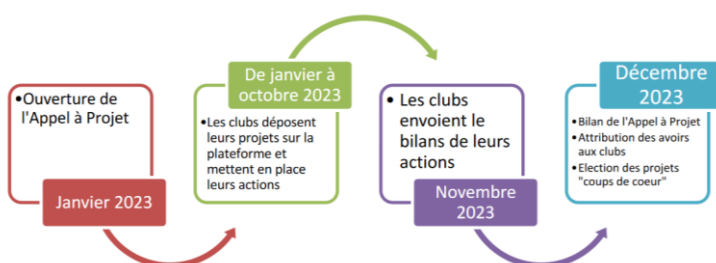 •Ouverture de
l'Appel à Projet
Janvier 2023
De janvier à
octobre 2023
•Les clubs déposent
leurs projets sur la
plateforme et
mettent en place
leurs actions
• Les clubs
envoient le
bilans de leurs
actions
Novembre
2023
Décembre
2023
•Bilan de l'Appel à Projet
•Attribution des avoirs
aux clubs
•Election des projets
"coups de coeur"